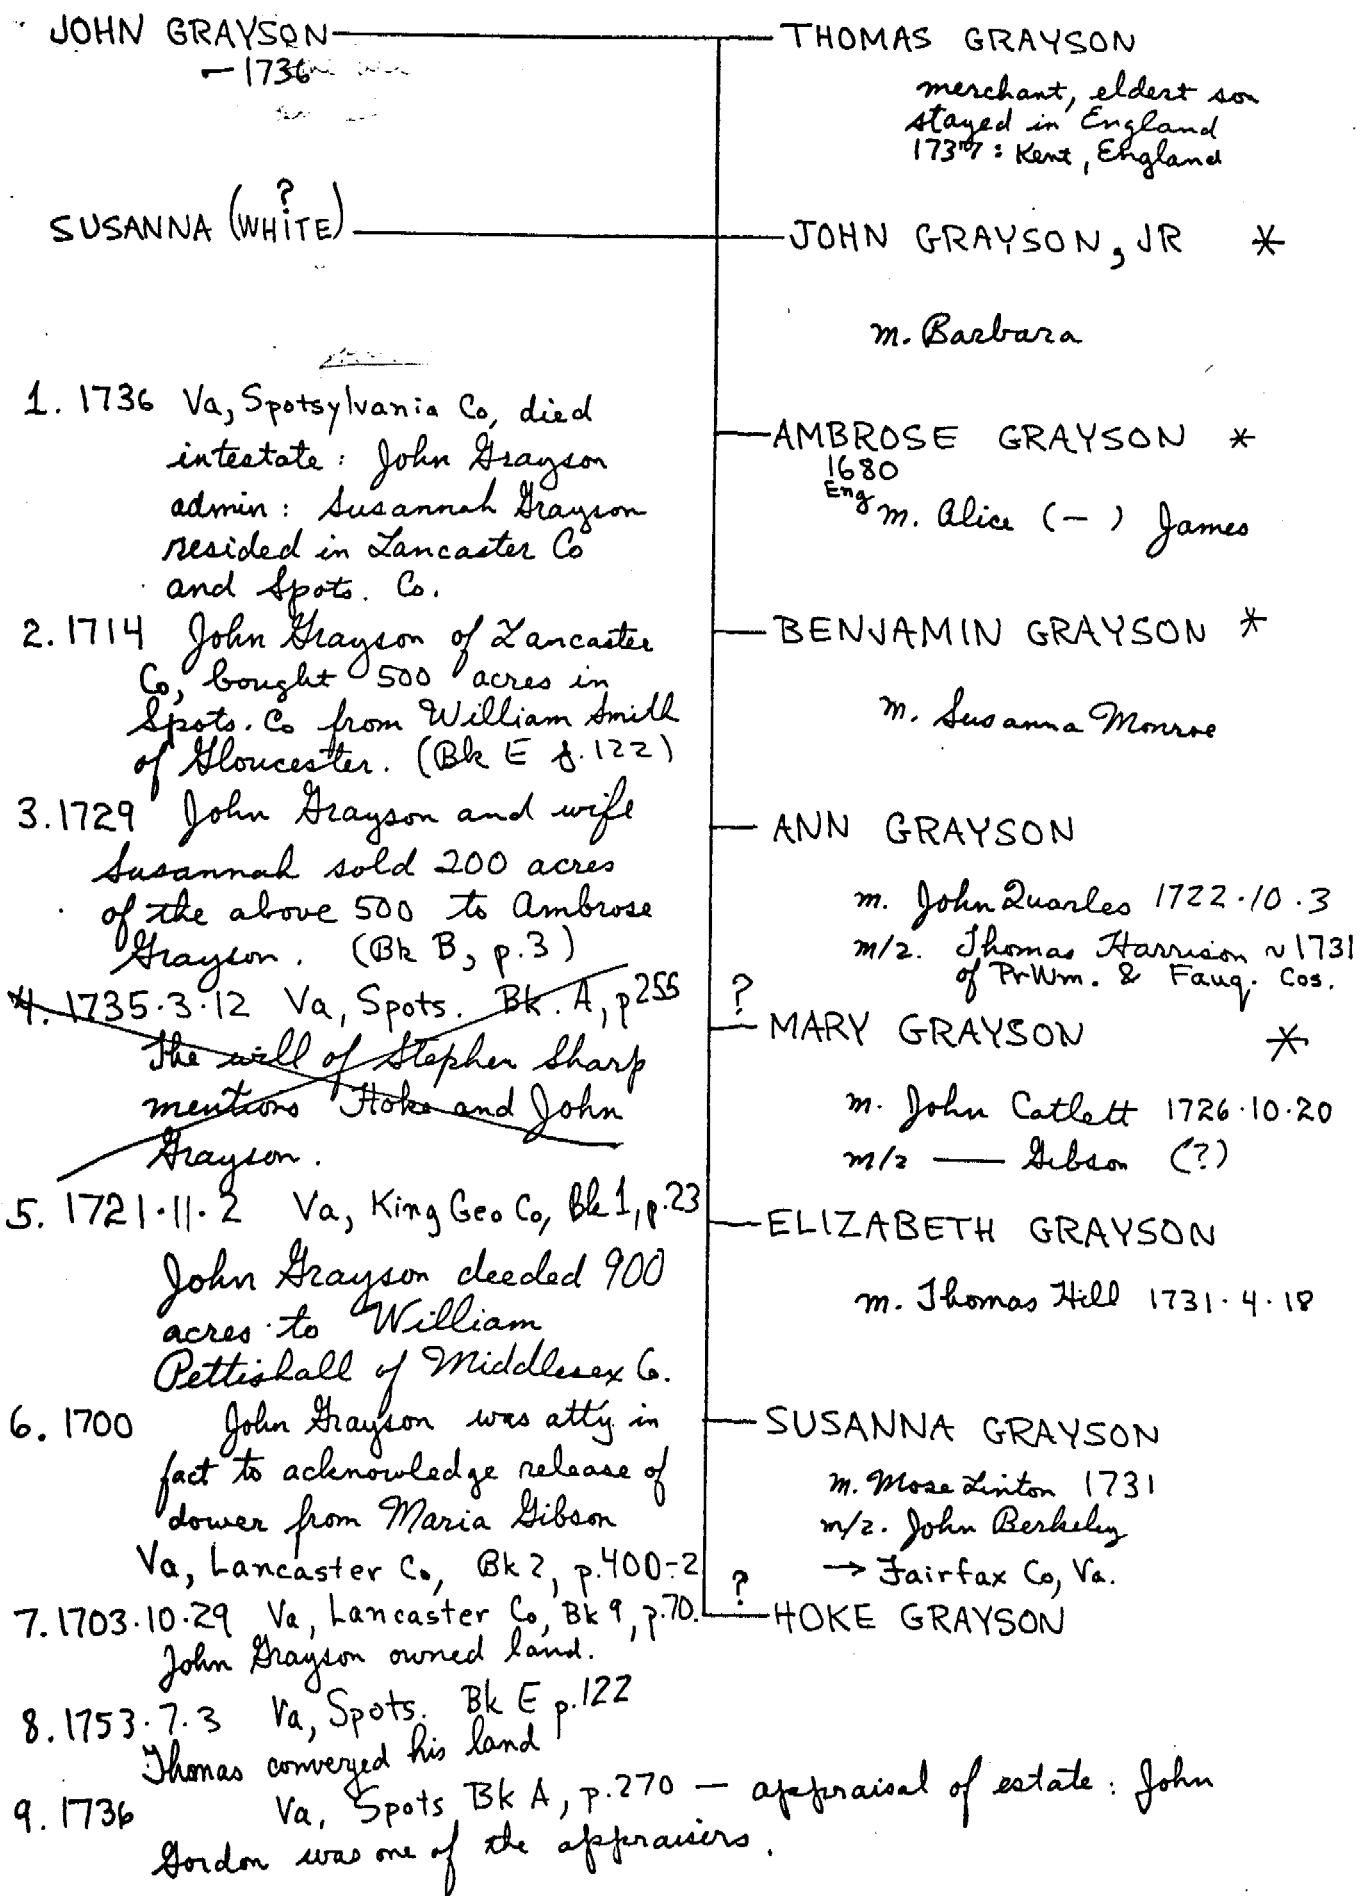 JOHN GRAYSON
– 1736
SUSANNA (WHITE)
?
1. 1736 Va, Spotsylvania Co, died
intestate: John Grayson
admin: Susannah Grayson
resided in Lancaster Co
and Spots. Co.
2. 1714 John Grayson of Lancaster
Co, bought 500 acres in
Spots. Co from William Smith
of Gloucester. (Bk E p.122)
3. 1729 John Grayson and wife
Susannah sold 200 acres
of the above 500 to Ambrose
Grayson. (Bk B, p.3)
4. 1735·3·12 Va, Spots. Bk. A, p255
The will of Stephen Sharp
mentions Hoke and John
Grayson.
5. 1721·11·2 Va, King Geo Co, Bk 1, p.23
John Grayson deeded 900
acres to William
Pettishall of Middlesex Co.
6. 1700 John Grayson was atty in
fact to acknowledge release of
dower from Maria Gibson
Va, Lancaster Co, Bk 2, p.400-2
7. 1703·10·29 Va, Lancaster Co, Bk 9, p.70.
John Grayson owned land.
8. 1753·7·3 Va, Spots. Bk E p.122
Thomas conveyed his land
9. 1736 Va, Spots Bk A, p.270 — appraisal of estate: John
Gordon was one of the appraisers.
THOMAS GRAYSON
merchant, eldest son
stayed in England
1737: Kent, England
JOHN GRAYSON, JR *
m. Barbara
AMBROSE GRAYSON *
1680
Eng
m. Alice (–) James
BENJAMIN GRAYSON *
m. Susanna Monroe
ANN GRAYSON
m. John Quarles 1722·10·3
m/2. Thomas Harrison ~1731
of PrWm. & Fauq. Cos.
?
MARY GRAYSON *
m. John Catlett 1726·10·20
m/2 — Gibson (?)
ELIZABETH GRAYSON
m. Thomas Hill 1731·4·18
SUSANNA GRAYSON
m. Mose Linton 1731
m/2. John Berkeley
→ Fairfax Co, Va.
?
HOKE GRAYSON